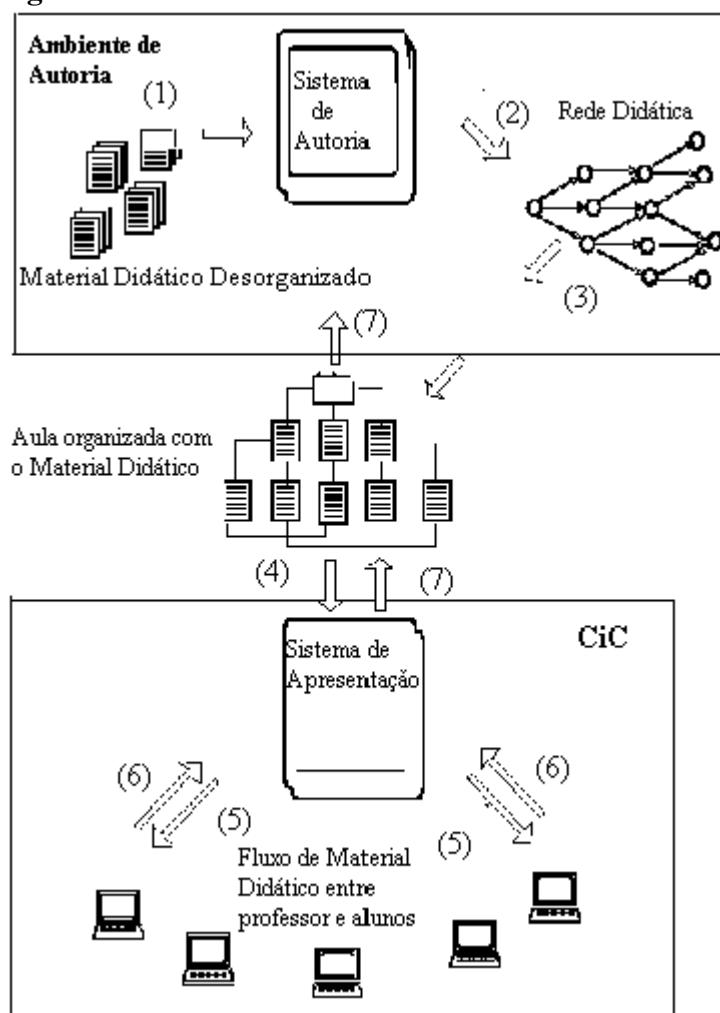 Ambiente de
Autoria
(1)
Sistema
de
Autoria
(2)
Rede Didática
Material Didático Desorganizado
(3)
(7)
Aula organizada com
o Material Didático
(4)
(7)
CiC
Sistema de
Apresentação
(6)
(6)
(5)
(5)
Fluxo de Material
Didático entre
professor e alunos